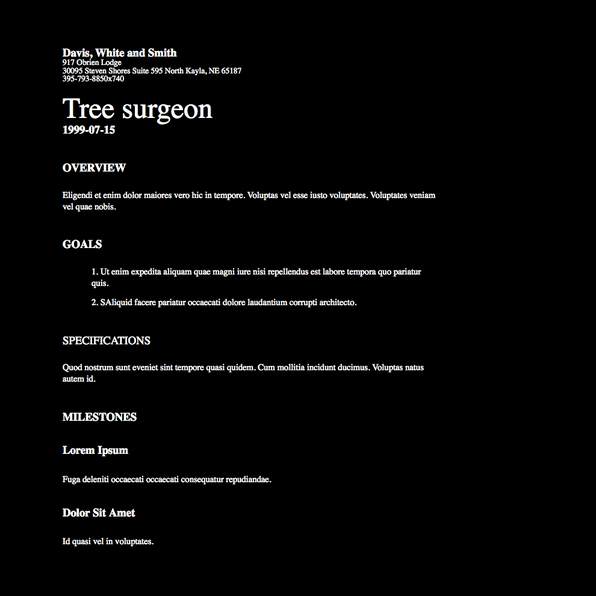 Davis, White and Smith
917 Obrien Lodge
30095 Steven Shores Suite 595 North Kayla, NE 65187
395-793-8850x740
Tree surgeon
1999-07-15
OVERVIEW
Eligendi et enim dolor maiores vero hic in tempore. Voluptas vel esse iusto voluptates. Voluptates veniam
vel quae nobis.
GOALS
1. Ut enim expedita aliquam quae magni iure nisi repellendus est labore tempora quo pariatur
quis.
2. SAliquid facere pariatur occaecati dolore laudantium corrupti architecto.
SPECIFICATIONS
Quod nostrum sunt eveniet sint tempore quasi quidem. Cum mollitia incidunt ducimus. Voluptas natus
autem id.
MILESTONES
Lorem Ipsum
Fuga deleniti occaecati occaecati consequatur repudiandae.
Dolor Sit Amet
Id quasi vel in voluptates.